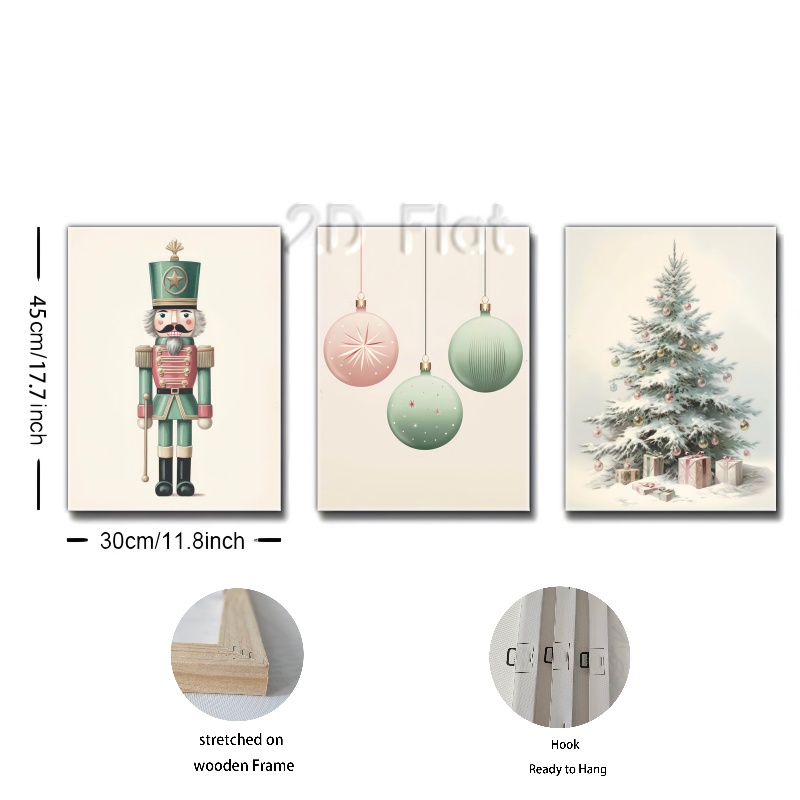 2D Flat
45cm/17.7inch
30cm/11.8inch
stretched on
wooden Frame
Hook
Ready to Hang